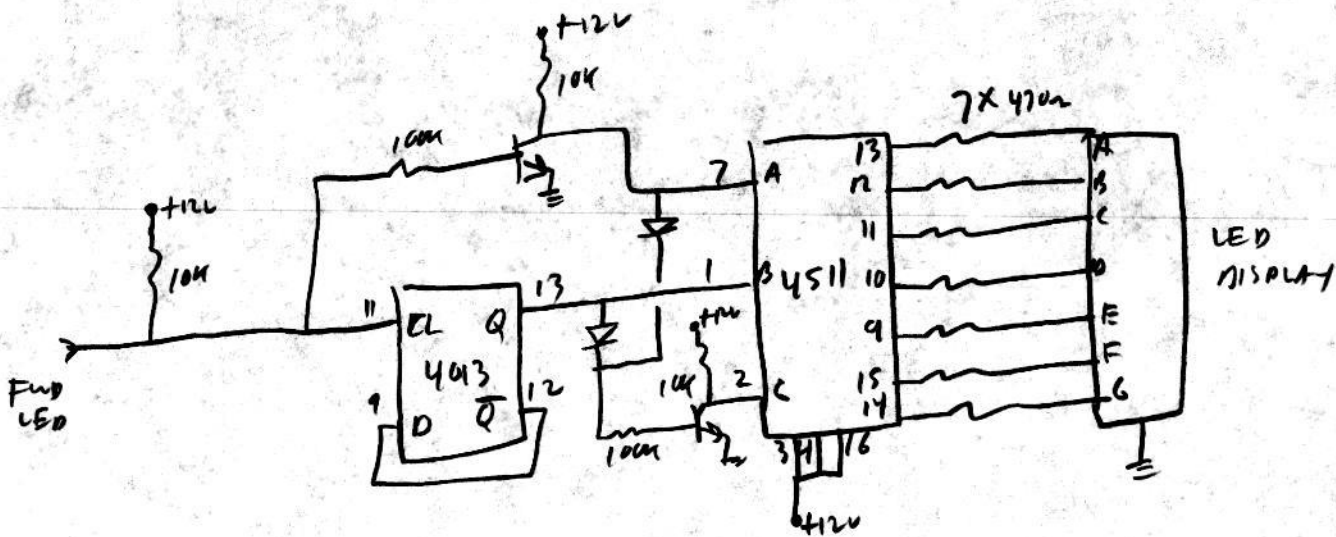 +12V
10K
100K
7 X 470Ω
+12V
10K
FWD
LED
11
CL
Q
13
4013
9
D
Q
12
7
A
1
B
+12V
10K
2
C
100K
4511
3
4
16
+12V
13
12
11
10
9
15
14
A
B
C
D
E
F
G
LED
DISPLAY